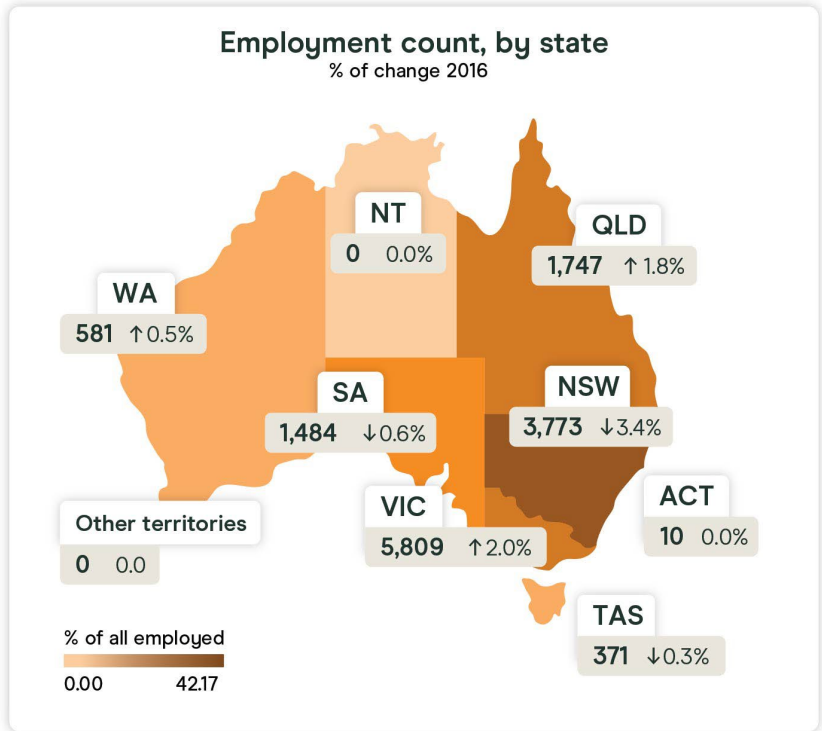 Employment count, by state
% of change 2016
NT
0 0.0%
QLD
1,747 ↑1.8%
WA
581 ↑0.5%
SA
1,484 ↓0.6%
NSW
3,773 ↓3.4%
VIC
5,809 ↑2.0%
ACT
10 0.0%
Other territories
0 0.0
TAS
371 ↓0.3%
% of all employed
0.00 42.17